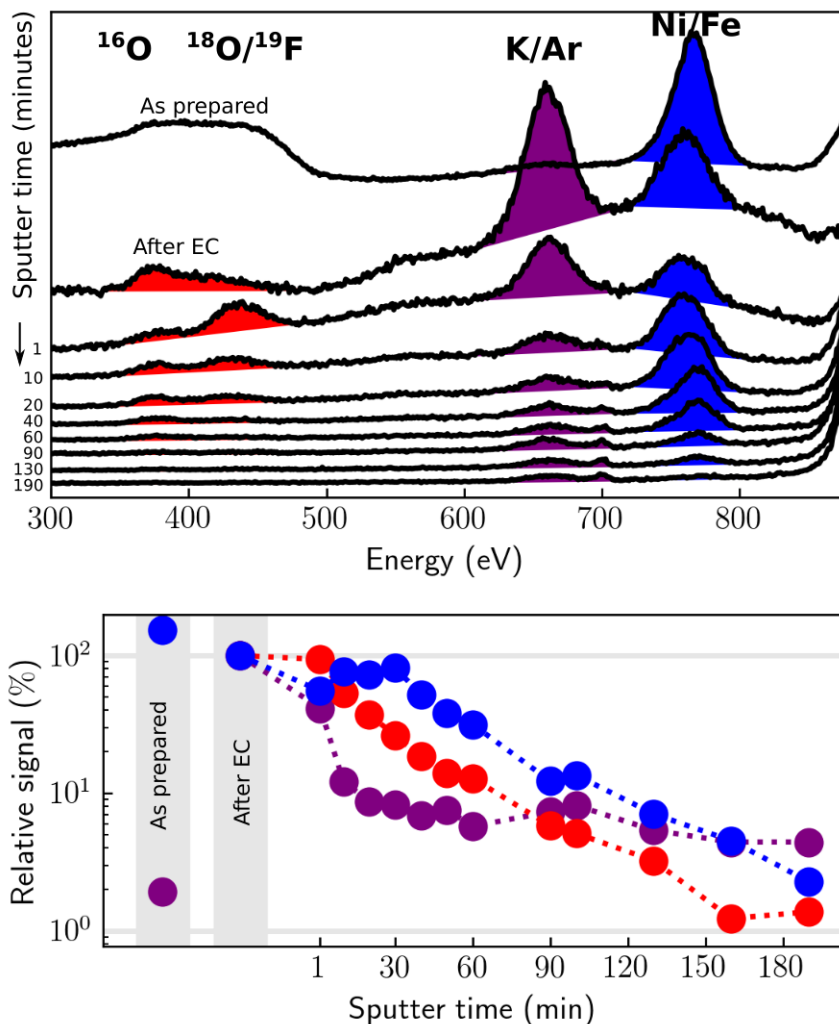 ¹⁶O ¹⁸O/¹⁹F K/Ar Ni/Fe
As prepared
After EC
Sputter time (minutes)
1
10
20
40
60
90
130
190
300 400 500 600 700 800
Energy (eV)
Relative signal (%)
10²
10¹
10⁰
As prepared
After EC
1 30 60 90 120 150 180
Sputter time (min)